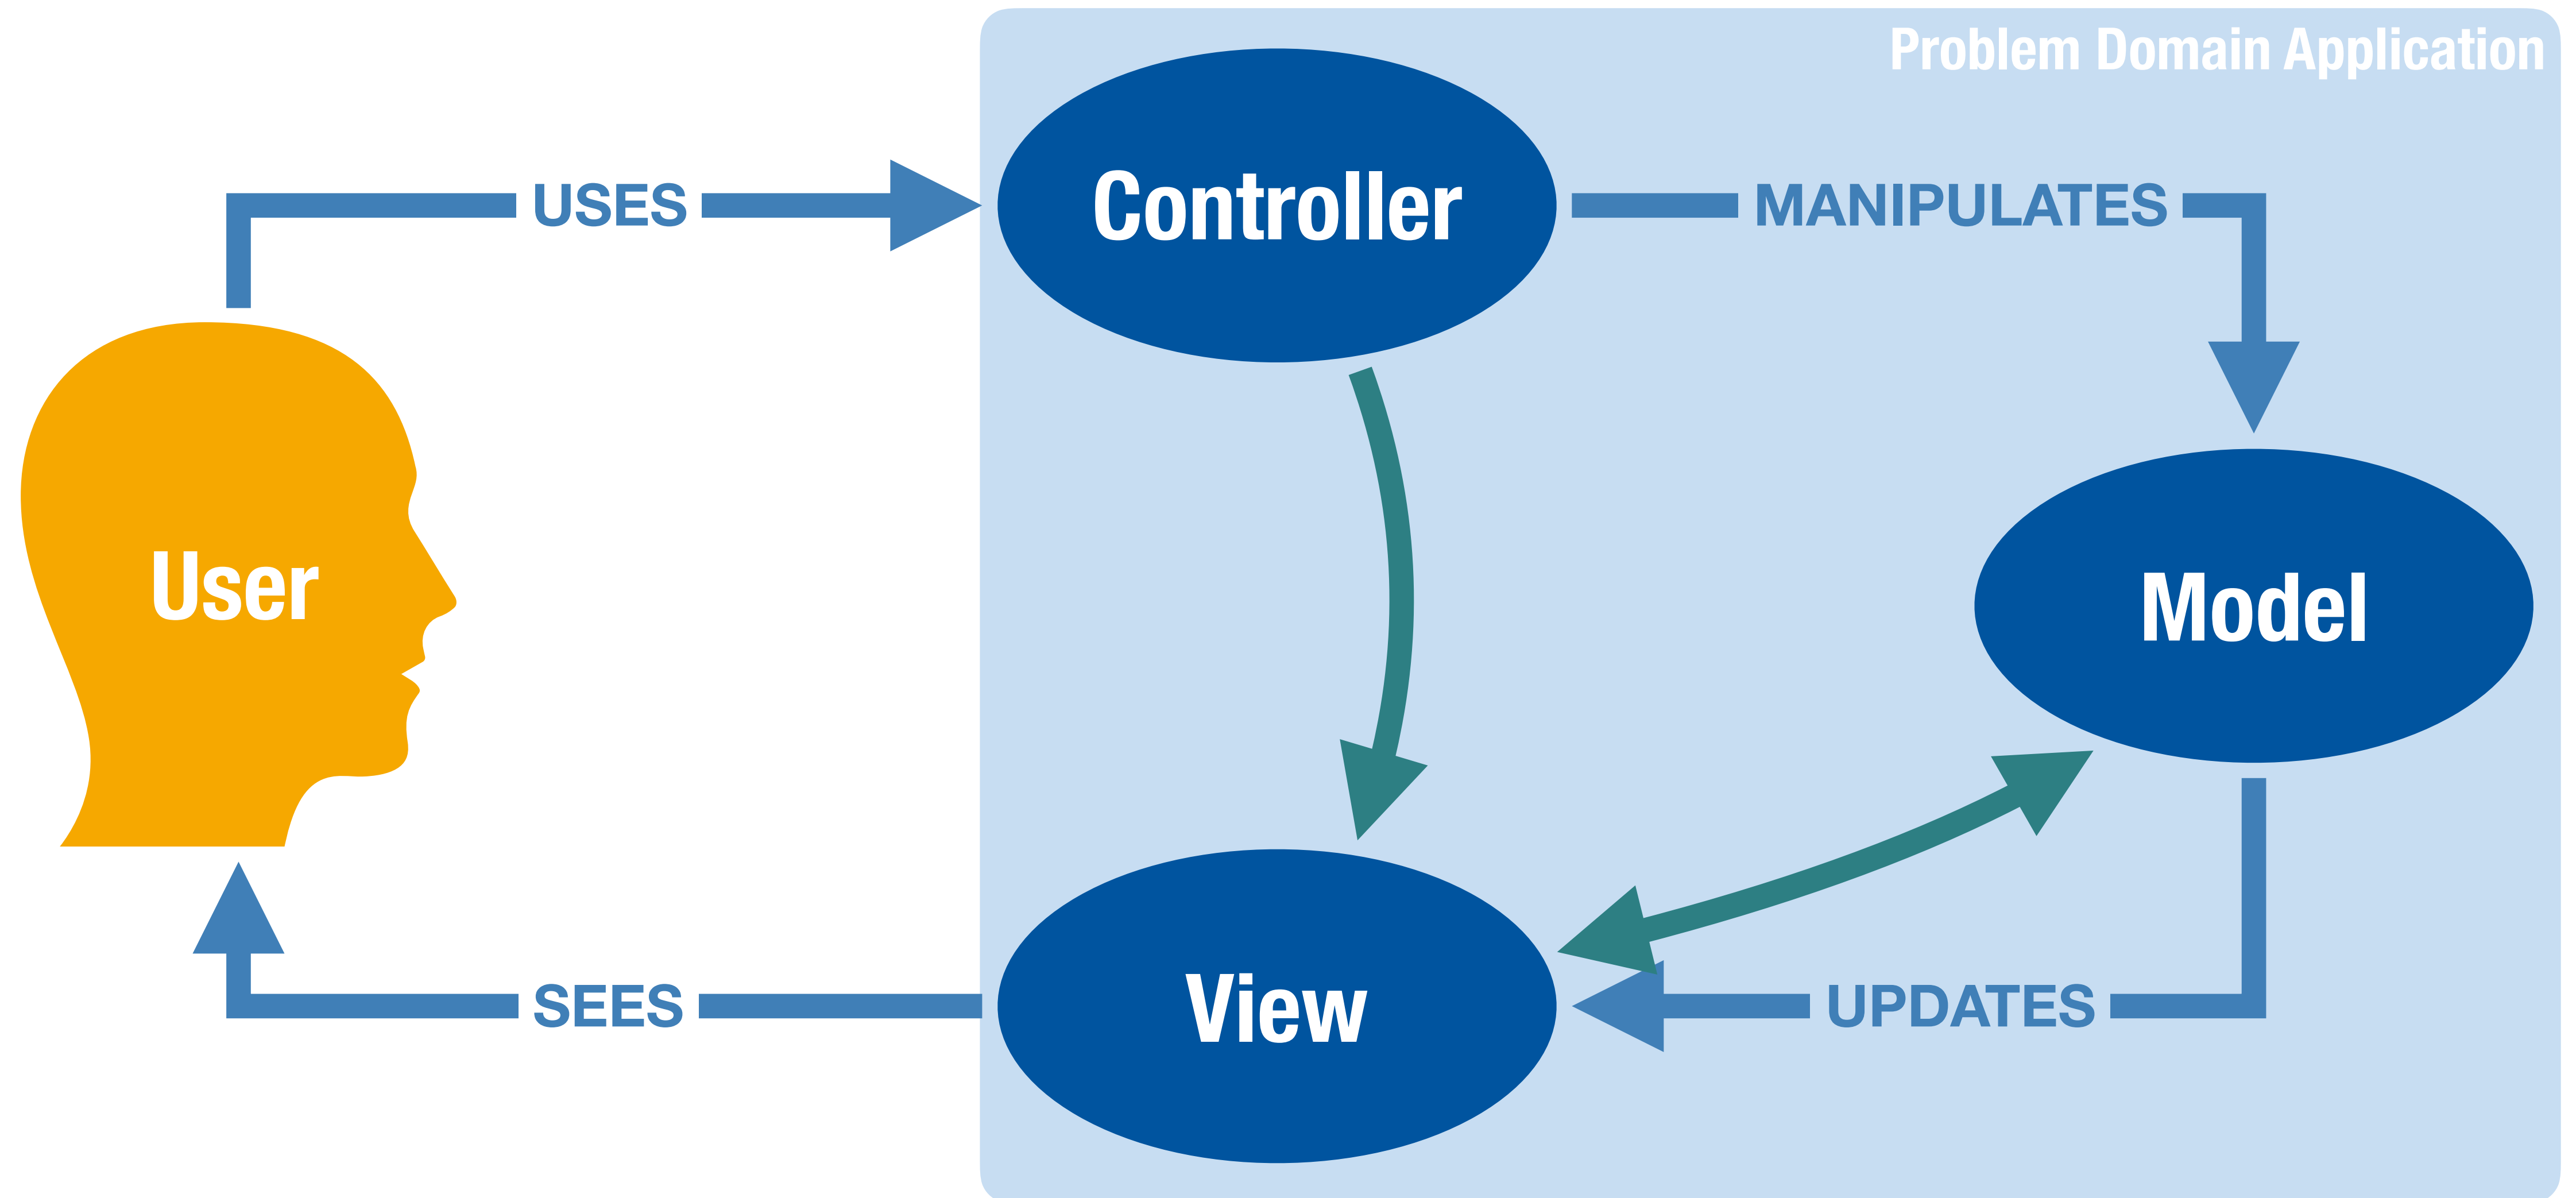 Problem Domain Application
Controller
USES
MANIPULATES
User
Model
View
SEES
UPDATES